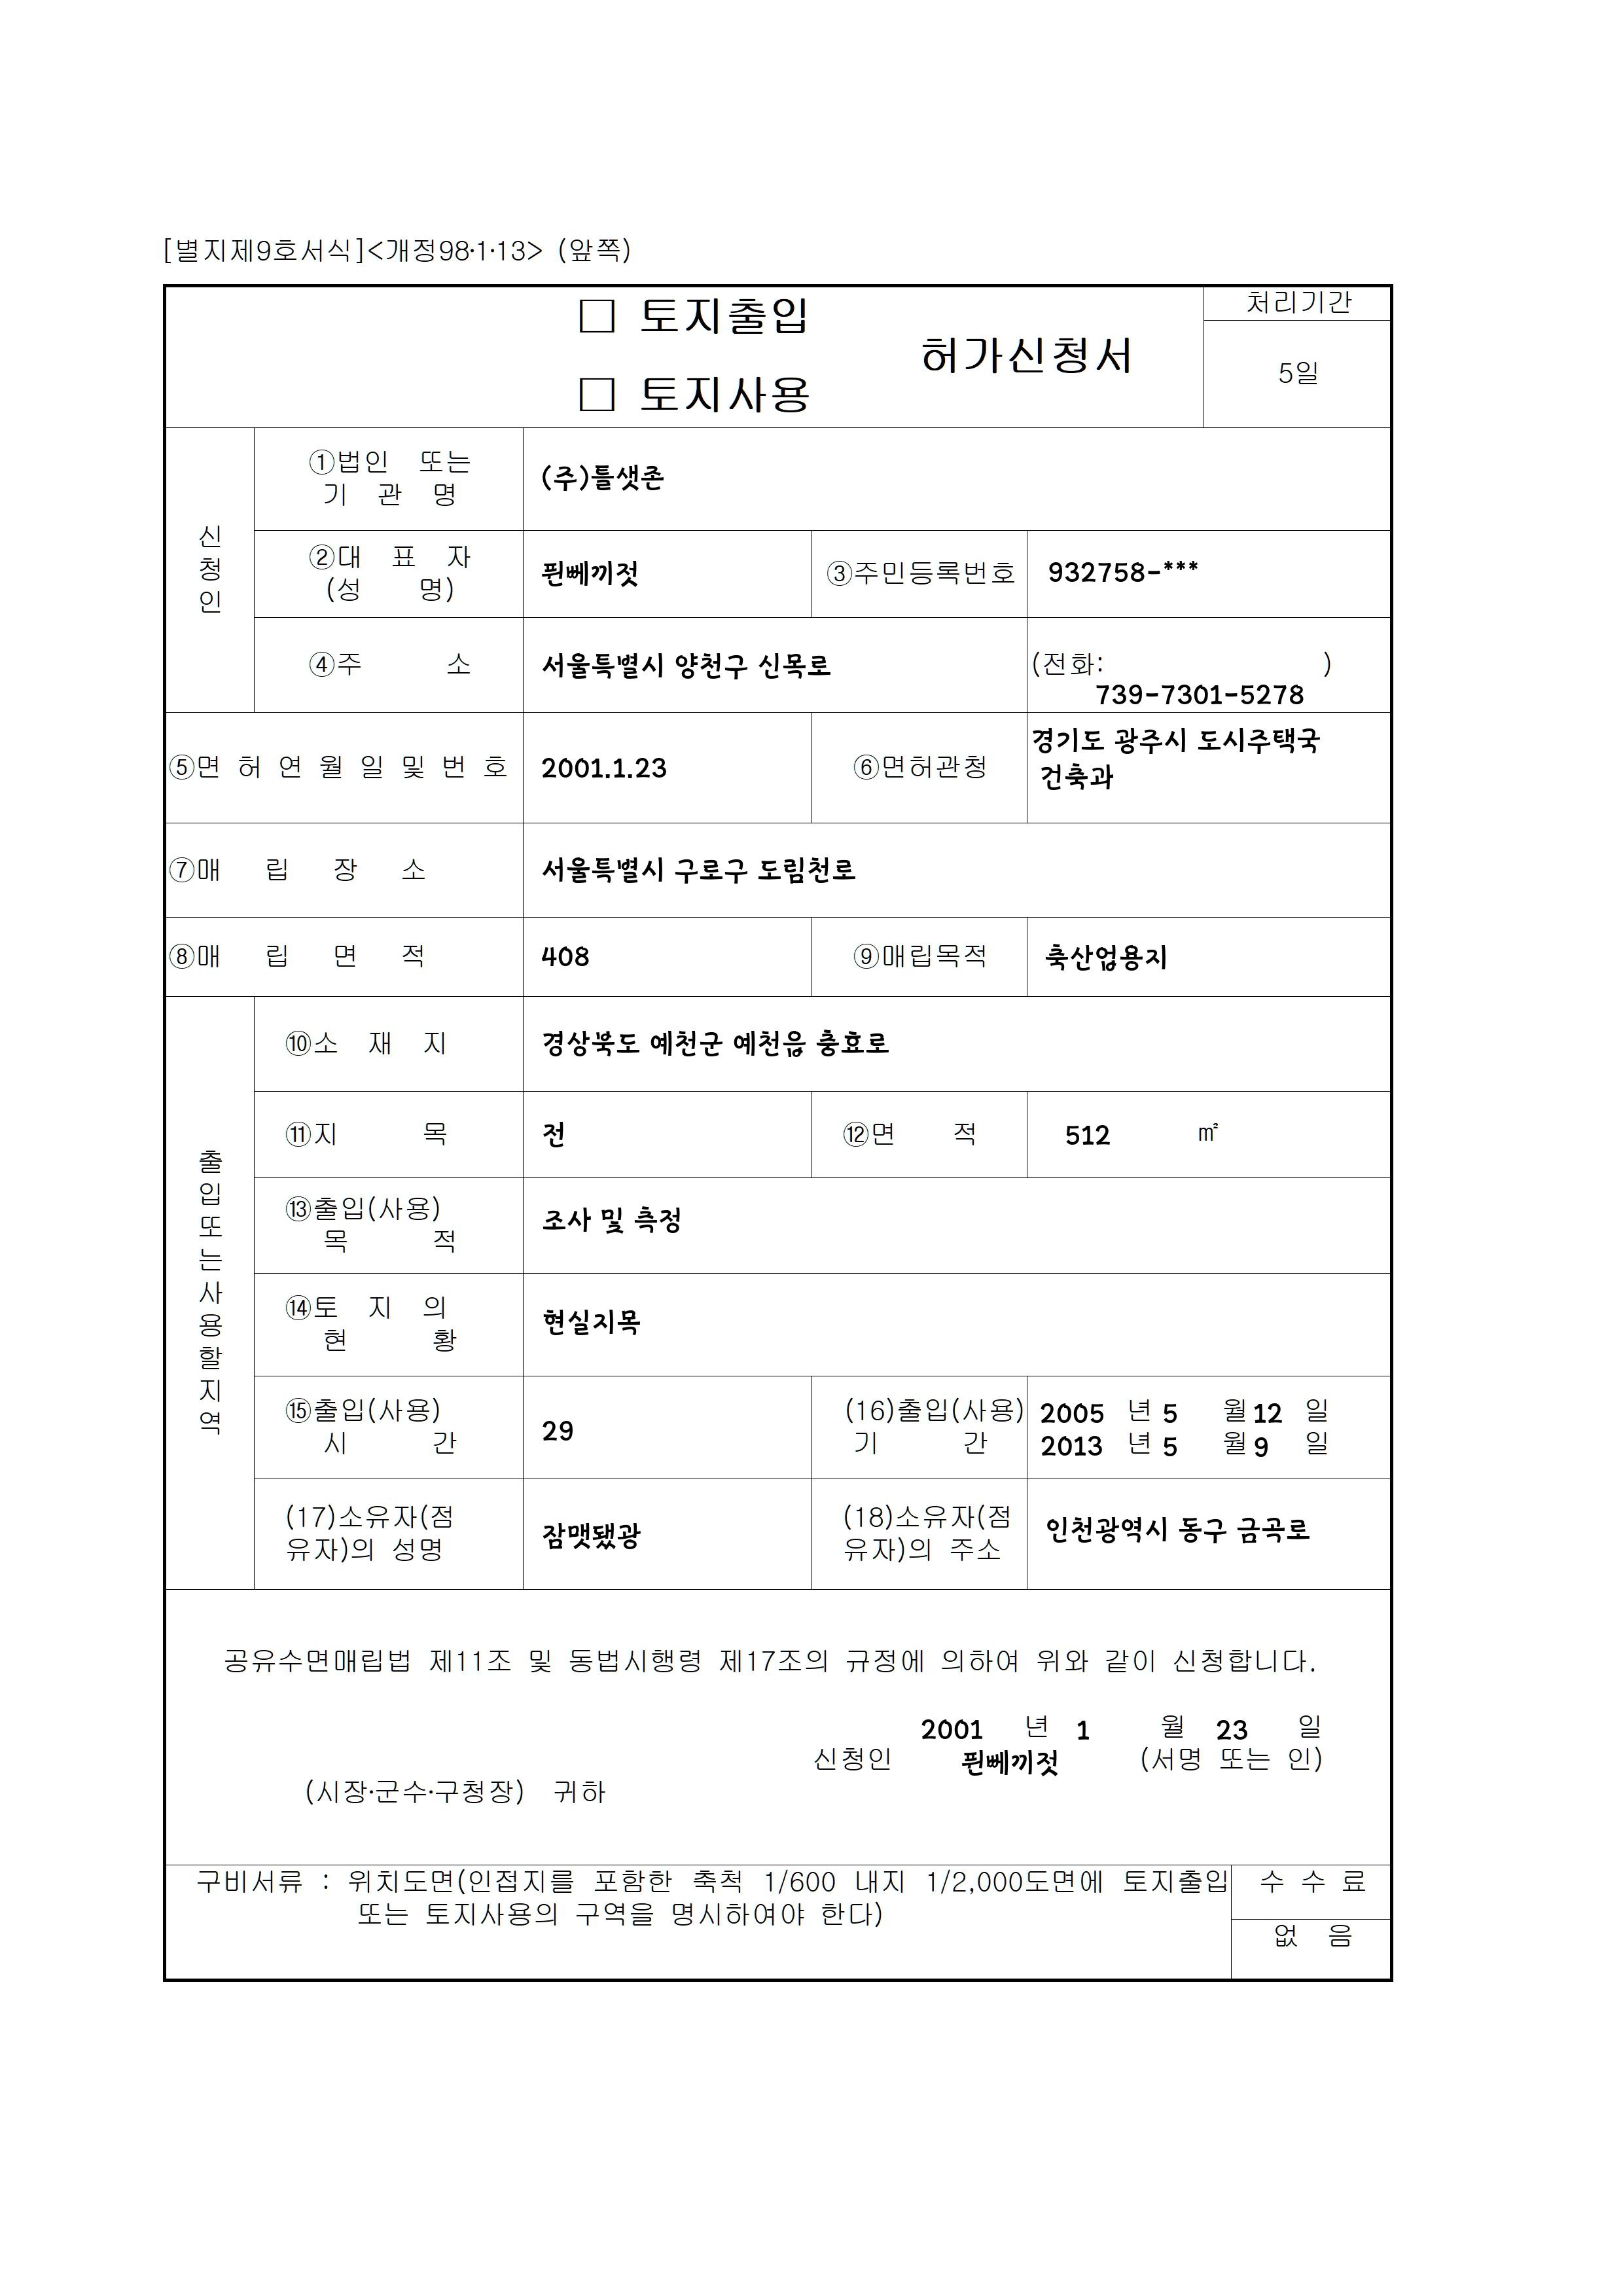 [별지제9호서식]<개정98·1·13> (앞쪽)
□ 토지출입
□ 토지사용
허가신청서
처리기간
5일
신청인
①법인 또는
기 관 명
(주)틀샛존
②대 표 자
(성 명)
퓐뻬끼젓
③주민등록번호
932758-***
④주 소
서울특별시 양천구 신목로
(전화: )
739-7301-5278
⑤면 허 연 월 일 및 번 호
2001.1.23
⑥면허관청
경기도 광주시 도시주택국
건축과
⑦매 립 장 소
서울특별시 구로구 도림천로
⑧매 립 면 적
408
⑨매립목적
축산업용지
출입또는사용할지역
⑩소 재 지
경상북도 예천군 예천읍 충효로
⑪지 목
전
⑫면 적
512 ㎡
⑬출입(사용)
목 적
조사 및 측정
⑭토 지 의
현 황
현실지목
⑮출입(사용)
시 간
29
(16)출입(사용)
기 간
2005 년 5 월 12 일
2013 년 5 월 9 일
(17)소유자(점
유자)의 성명
잠맷됐광
(18)소유자(점
유자)의 주소
인천광역시 동구 금곡로
공유수면매립법 제11조 및 동법시행령 제17조의 규정에 의하여 위와 같이 신청합니다.
2001 년 1 월 23 일
신청인 퓐뻬끼젓 (서명 또는 인)
(시장·군수·구청장) 귀하
구비서류 : 위치도면(인접지를 포함한 축척 1/600 내지 1/2,000도면에 토지출입
또는 토지사용의 구역을 명시하여야 한다)
수 수 료
없 음